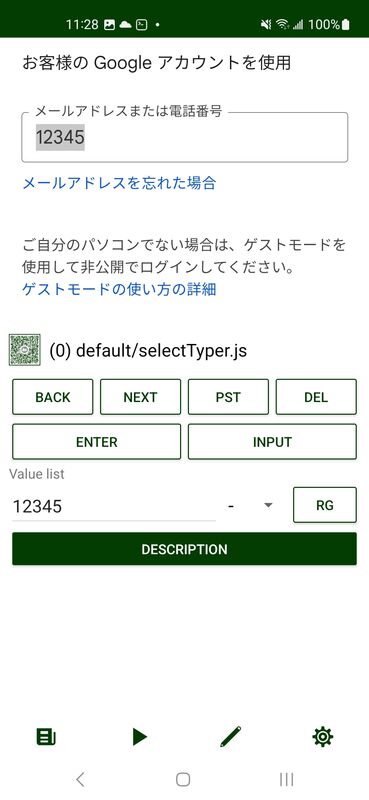 11:28 100%
お客様の Google アカウントを使用
メールアドレスまたは電話番号
12345
メールアドレスを忘れた場合
ご自分のパソコンでない場合は、ゲストモードを
使用して非公開でログインしてください。
ゲストモードの使い方の詳細
(0) default/selectTyper.js
BACK NEXT PST DEL
ENTER INPUT
Value list
12345 - RG
DESCRIPTION